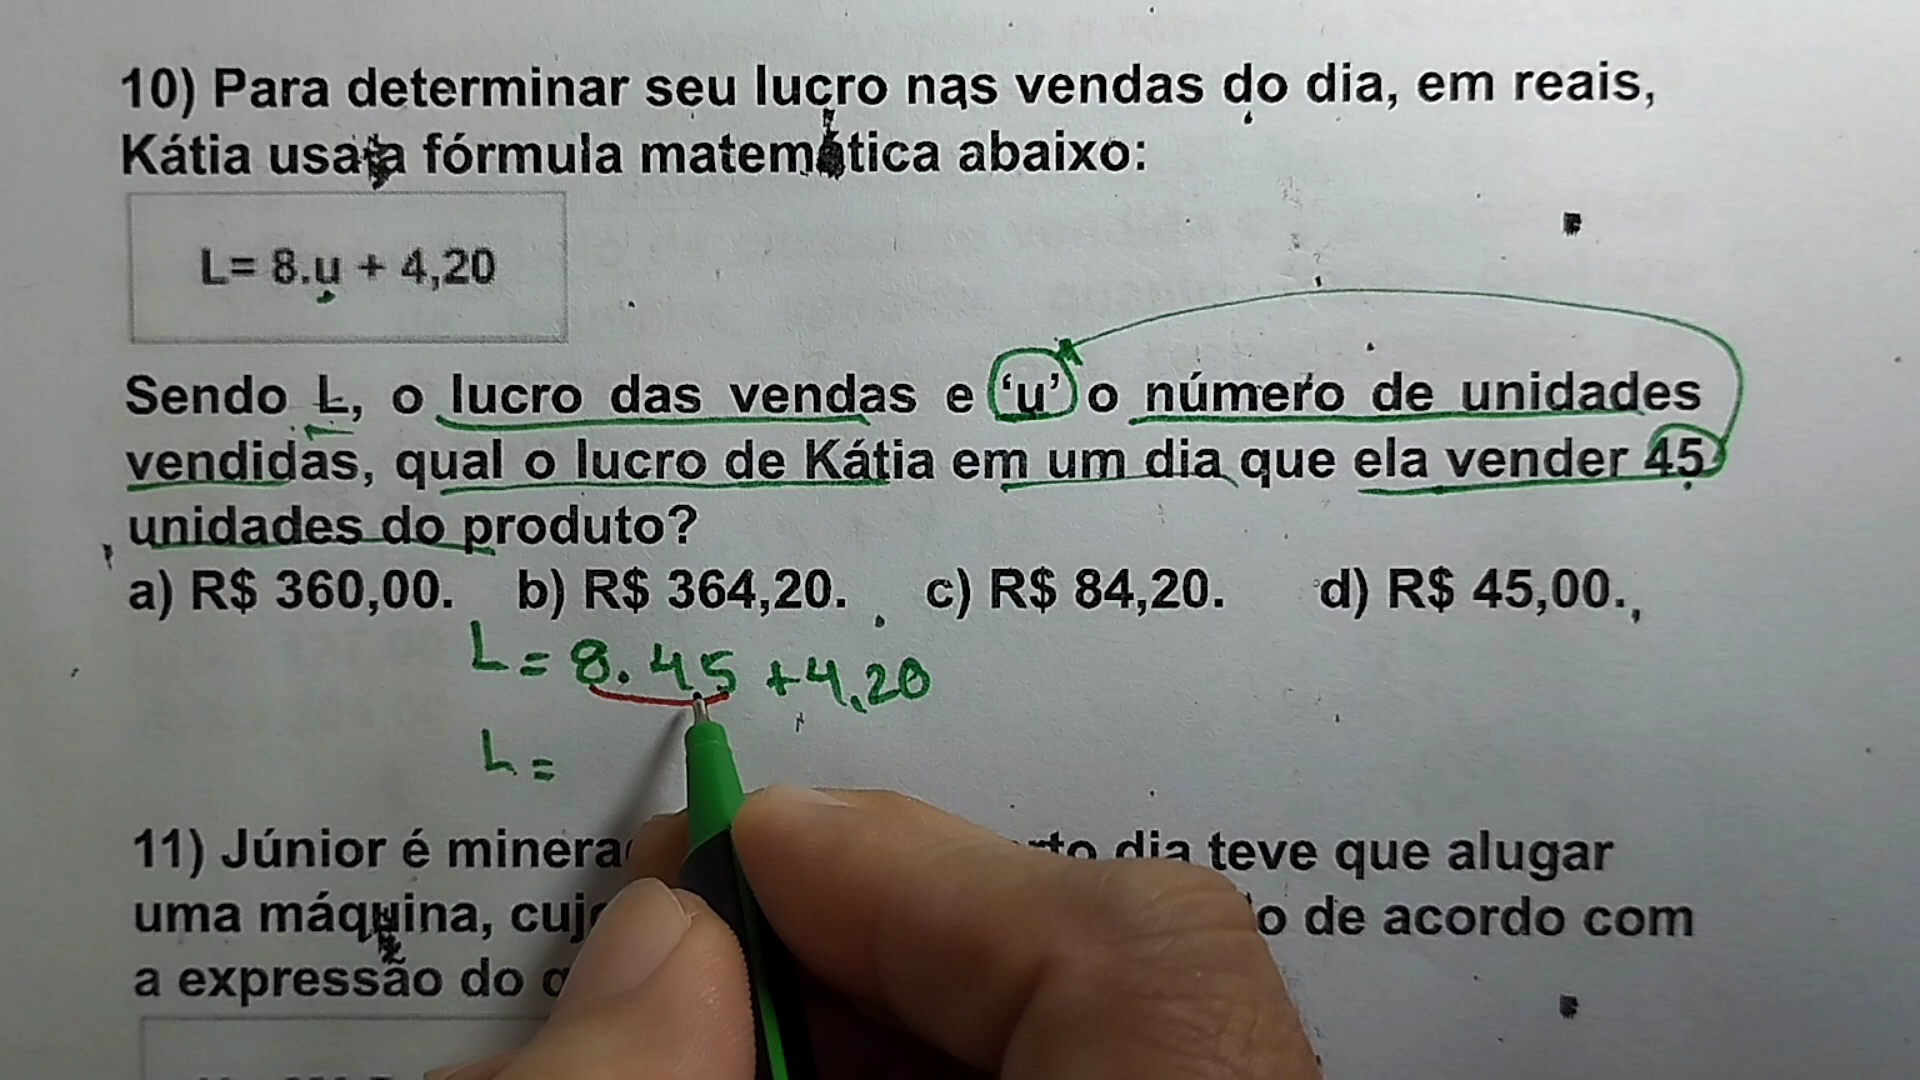 10) Para determinar seu lucro nas vendas do dia, em reais,
Kátia usa a fórmula matemática abaixo:
L= 8.u + 4,20
Sendo L, o lucro das vendas e ‘u’ o número de unidades
vendidas, qual o lucro de Kátia em um dia que ela vender 45
unidades do produto?
a) R$ 360,00. b) R$ 364,20. c) R$ 84,20. d) R$ 45,00.
L = 8.45 + 4,20
L =
11) Júnior é dia teve que alugar
uma máquina, de acordo com
a expressão do